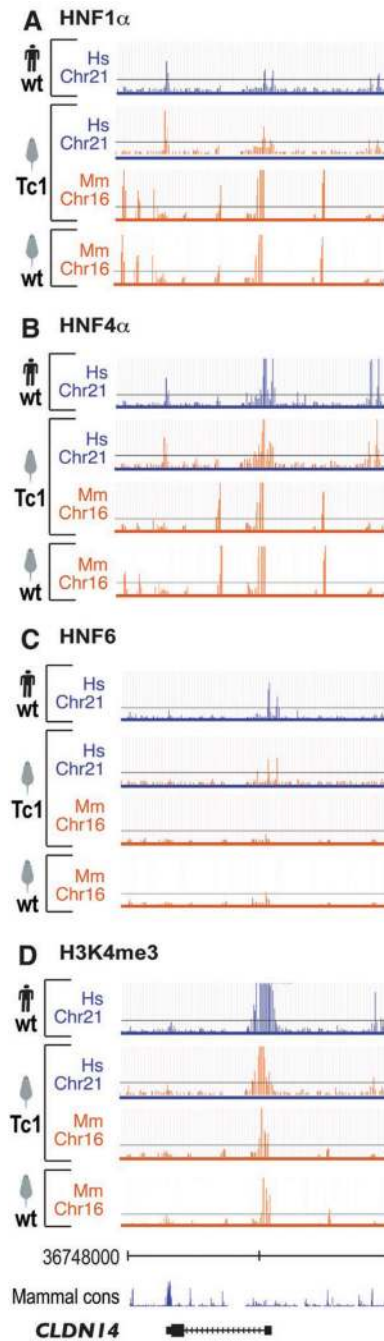 A HNF1α
wt
Hs
Chr21
Tc1
Hs
Chr21
Mm
Chr16
wt
Mm
Chr16
B HNF4α
wt
Hs
Chr21
Tc1
Hs
Chr21
Mm
Chr16
wt
Mm
Chr16
C HNF6
wt
Hs
Chr21
Tc1
Hs
Chr21
Mm
Chr16
wt
Mm
Chr16
D H3K4me3
wt
Hs
Chr21
Tc1
Hs
Chr21
Mm
Chr16
wt
Mm
Chr16
36748000
Mammal cons
CLDN14